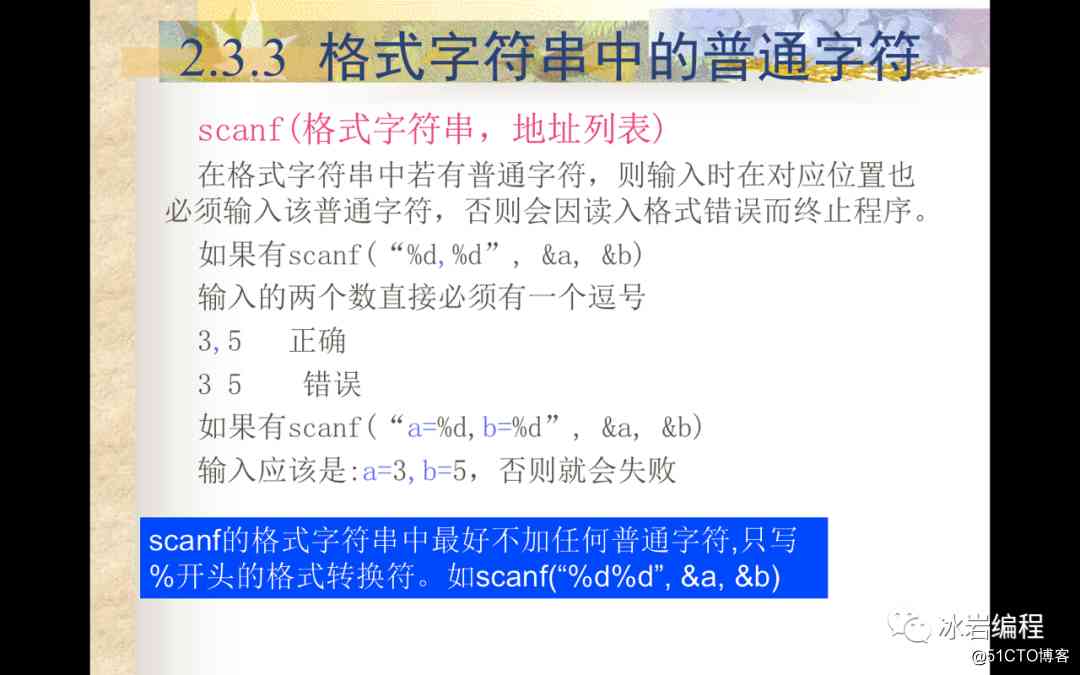 2.3.3 格式字符串中的普通字符
scanf(格式字符串，地址列表)
在格式字符串中若有普通字符，则输入时在对应位置也
必须输入该普通字符，否则会因读入格式错误而终止程序。
如果有scanf(“%d,%d”, &a, &b)
输入的两个数直接必须有一个逗号
3,5 正确
3 5 错误
如果有scanf(“a=%d,b=%d”, &a, &b)
输入应该是:a=3,b=5，否则就会失败
scanf的格式字符串中最好不加任何普通字符,只写
%开头的格式转换符。如scanf(“%d%d”, &a, &b)
冰岩编程
@51CTO博客